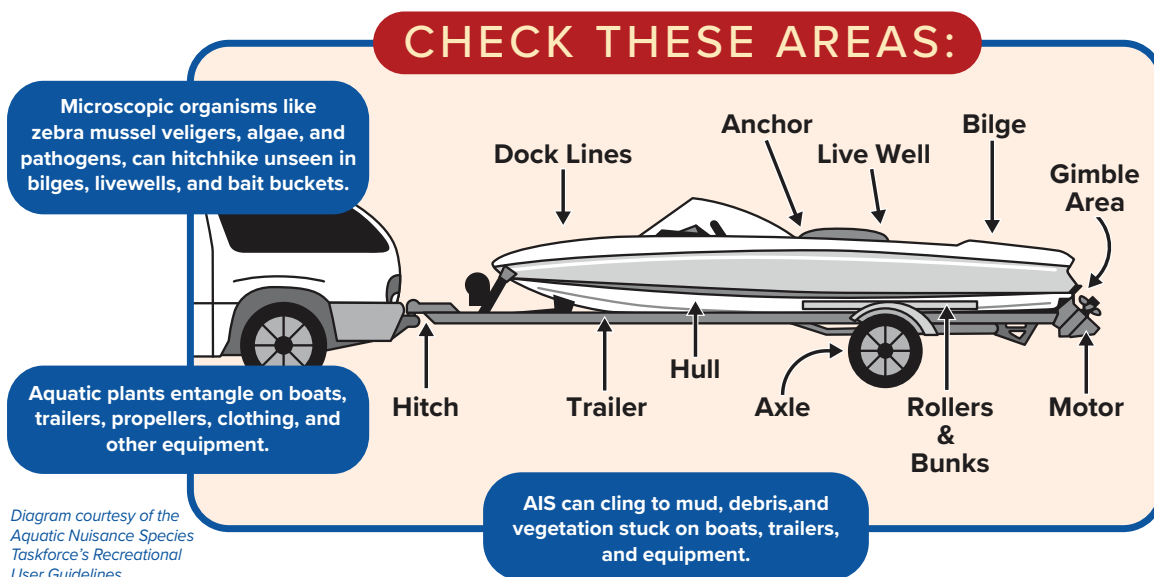 CHECK THESE AREAS:
Microscopic organisms like
zebra mussel veligers, algae, and
pathogens, can hitchhike unseen in
bilges, livewells, and bait buckets.
Dock Lines
Anchor
Live Well
Bilge
Gimble
Area
Aquatic plants entangle on boats,
trailers, propellers, clothing, and
other equipment.
Hitch
Trailer
Hull
Axle
Rollers
&
Bunks
Motor
AIS can cling to mud, debris,and
vegetation stuck on boats, trailers,
and equipment.
Diagram courtesy of the
Aquatic Nuisance Species
Taskforce’s Recreational
User Guidelines